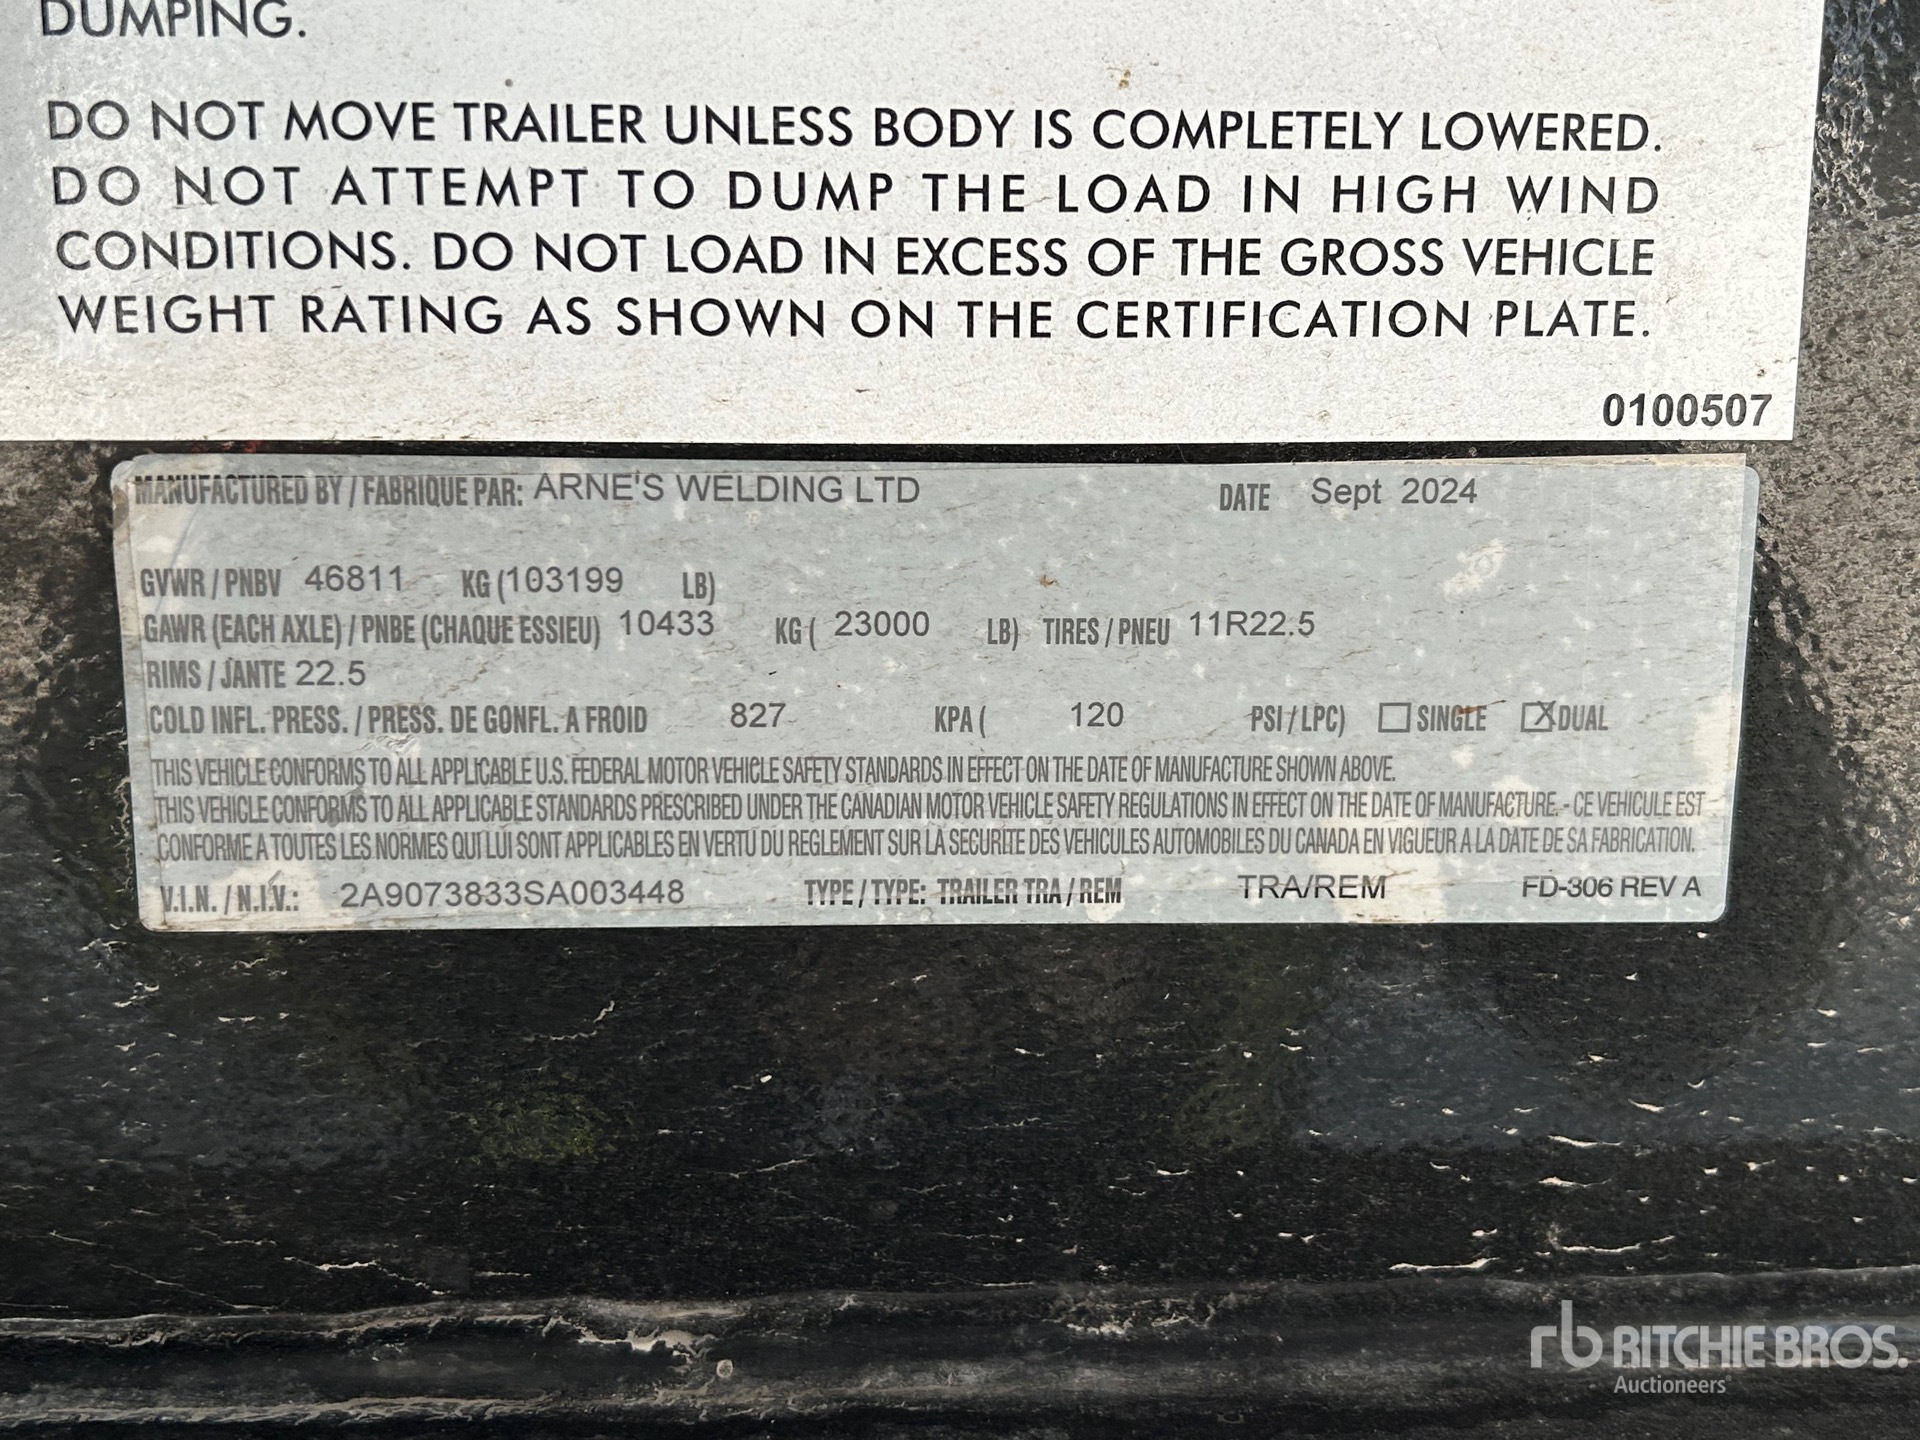 DUMPING.
DO NOT MOVE TRAILER UNLESS BODY IS COMPLETELY LOWERED.
DO NOT ATTEMPT TO DUMP THE LOAD IN HIGH WIND
CONDITIONS. DO NOT LOAD IN EXCESS OF THE GROSS VEHICLE
WEIGHT RATING AS SHOWN ON THE CERTIFICATION PLATE.
0100507
MANUFACTURED BY / FABRIQUE PAR: ARNE'S WELDING LTD DATE Sept 2024
GVWR / PNBV 46811 KG (103199 LB)
GAWR (EACH AXLE) / PNBE (CHAQUE ESSIEU) 10433 KG ( 23000 LB) TIRES / PNEU 11R22.5
RIMS / JANTE 22.5
COLD INFL. PRESS. / PRESS. DE GONFL. A FROID 827 KPA ( 120 PSI / LPC) ☐ SINGLE ☒ DUAL
THIS VEHICLE CONFORMS TO ALL APPLICABLE U.S. FEDERAL MOTOR VEHICLE SAFETY STANDARDS IN EFFECT ON THE DATE OF MANUFACTURE SHOWN ABOVE.
THIS VEHICLE CONFORMS TO ALL APPLICABLE STANDARDS PRESCRIBED UNDER THE CANADIAN MOTOR VEHICLE SAFETY REGULATIONS IN EFFECT ON THE DATE OF MANUFACTURE. - CE VEHICULE EST
CONFORME A TOUTES LES NORMES QUI LUI SONT APPLICABLES EN VERTU DU REGLEMENT SUR LA SECURITE DES VEHICULES AUTOMOBILES DU CANADA EN VIGUEUR A LA DATE DE SA FABRICATION.
V.I.N. / N.I.V.: 2A9073833SA003448 TYPE / TYPE: TRAILER TRA / REM TRA/REM FD-306 REV A
rb RITCHIE BROS.
Auctioneers